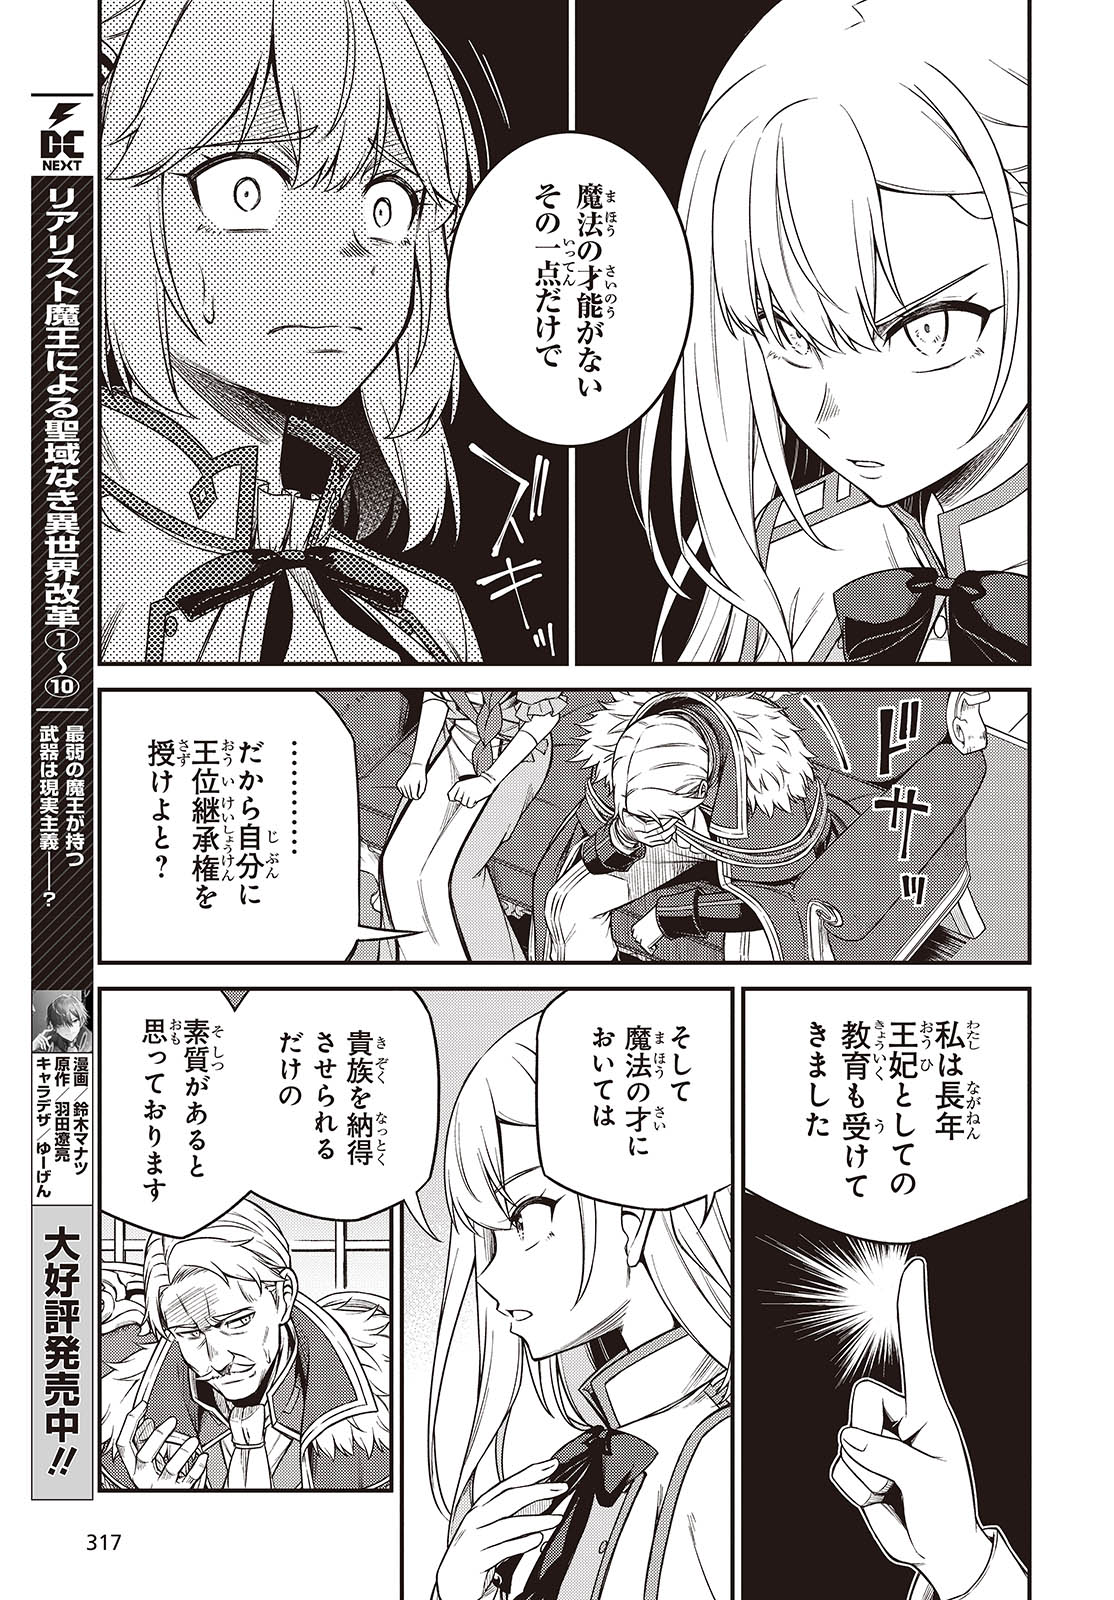 魔法の才能がない
その一点だけで
ズキ
ドサッ
………
だから自分に
王位継承権を
授けよと?
私は長年
王妃としての
教育も受けて
きました
そして
魔法の才に
おいては
貴族を納得
させられる
だけの
素質があると
思っております
DC
NEXT
リアリスト魔王による聖域なき異世界改革①〜⑩
最弱の魔王が持つ
武器は現実主義――?
漫画/鈴木マナツ
原作/羽田遼亮
キャラデザ/ゆーげん
大好評発売中!!
317